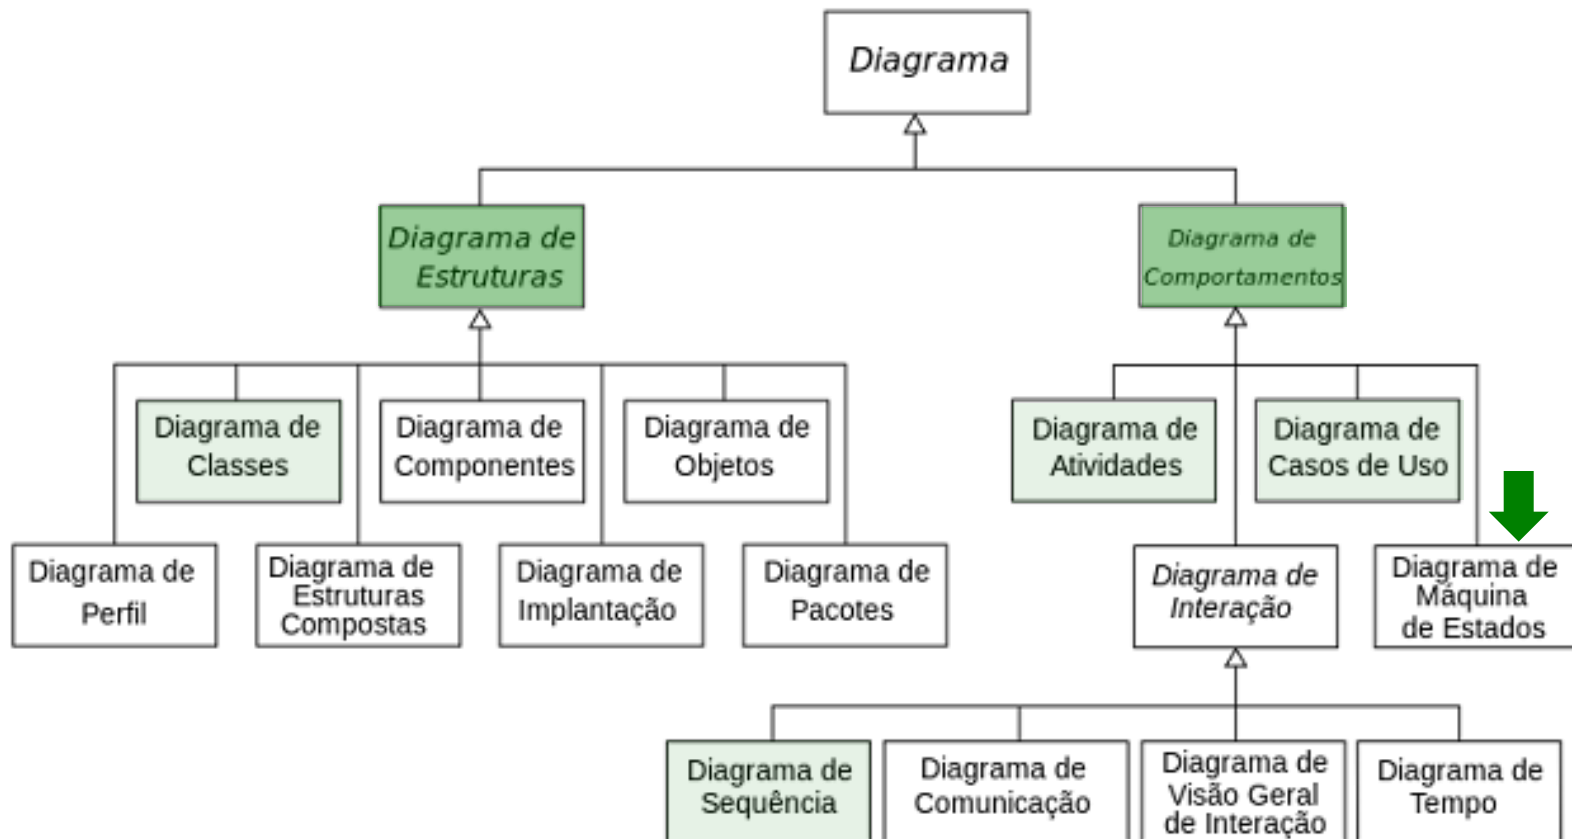 Diagrama
Diagrama de
Estruturas
Diagrama de
Comportamentos
Diagrama de
Classes
Diagrama de
Componentes
Diagrama de
Objetos
Diagrama de
Atividades
Diagrama de
Casos de Uso
Diagrama de
Perfil
Diagrama de
Estruturas
Compostas
Diagrama de
Implantação
Diagrama de
Pacotes
Diagrama de
Interação
Diagrama de
Máquina
de Estados
Diagrama de
Sequência
Diagrama de
Comunicação
Diagrama de
Visão Geral
de Interação
Diagrama de
Tempo